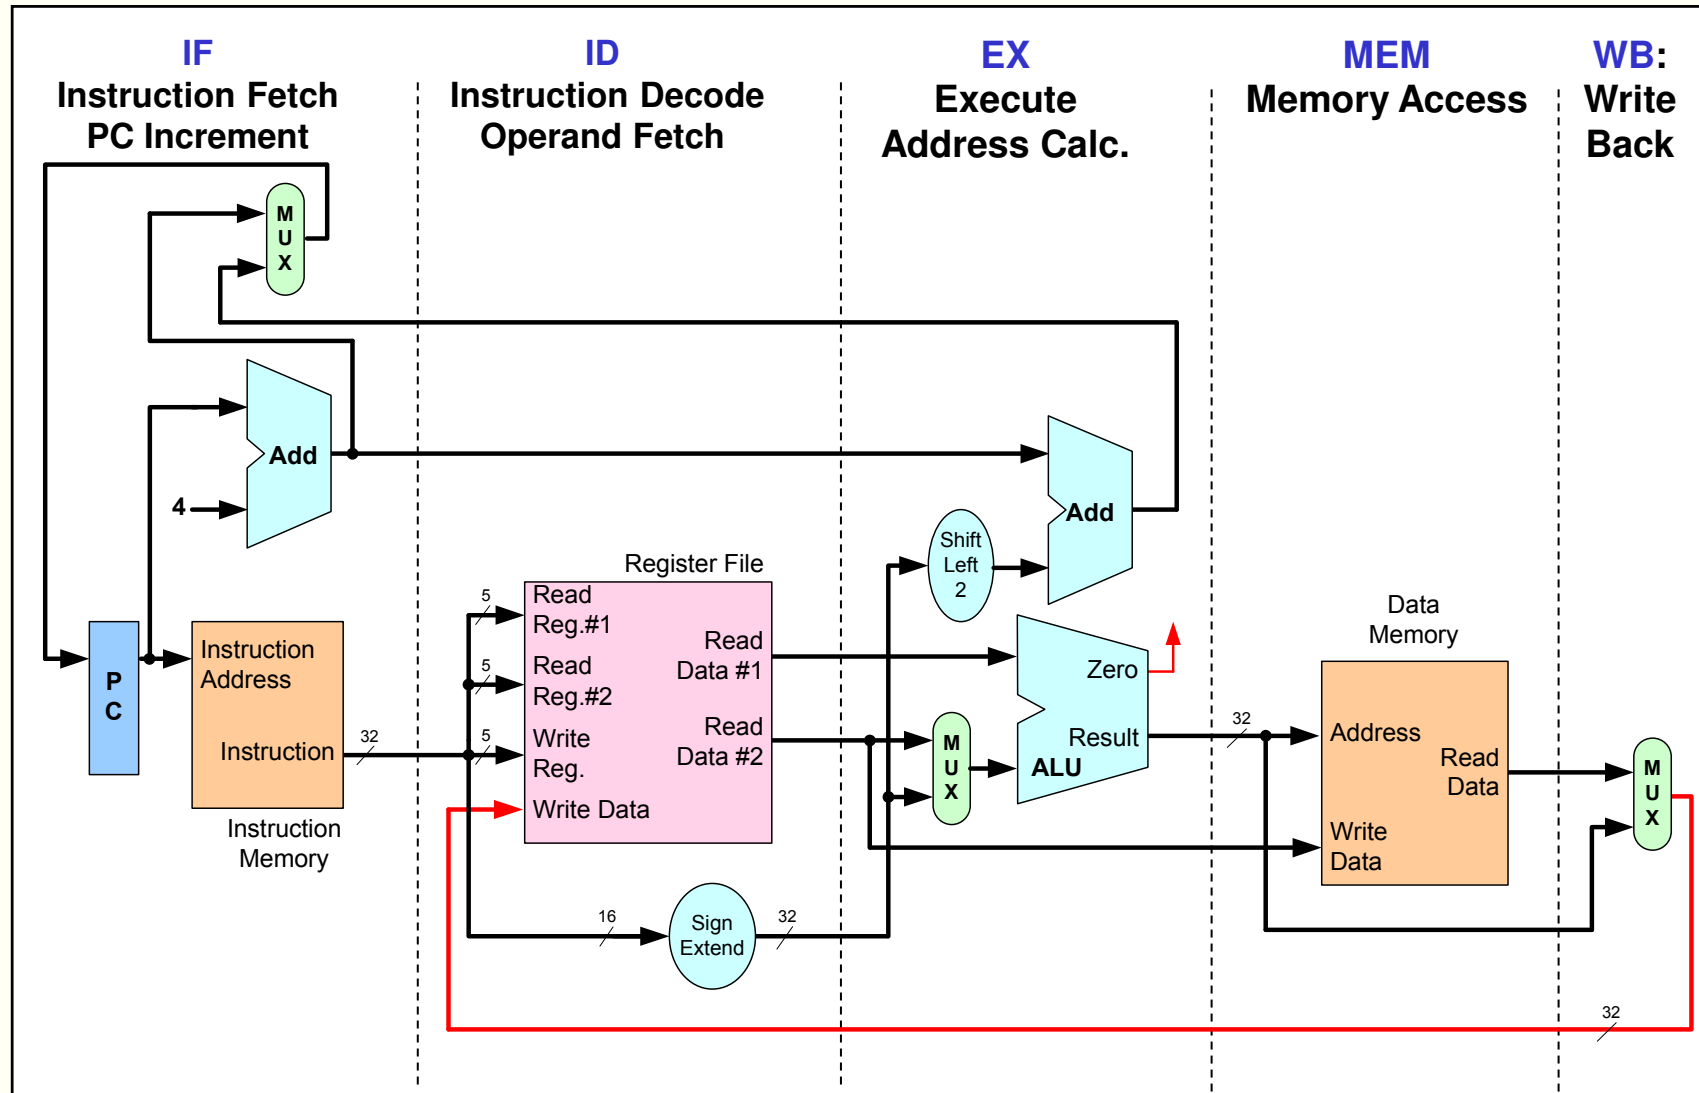 IF
Instruction Fetch
PC Increment
ID
Instruction Decode
Operand Fetch
EX
Execute
Address Calc.
MEM
Memory Access
WB:
Write
Back
M
U
X
Add
4
Add
Shift
Left
2
P
C
Instruction
Address
Instruction
Instruction
Memory
32
Register File
5
Read
Reg.#1
5
Read
Reg.#2
5
Write
Reg.
Write Data
Read
Data #1
Read
Data #2
16
Sign
Extend
32
M
U
X
Zero
Result
ALU
32
Data
Memory
Address
Read
Data
Write
Data
M
U
X
32